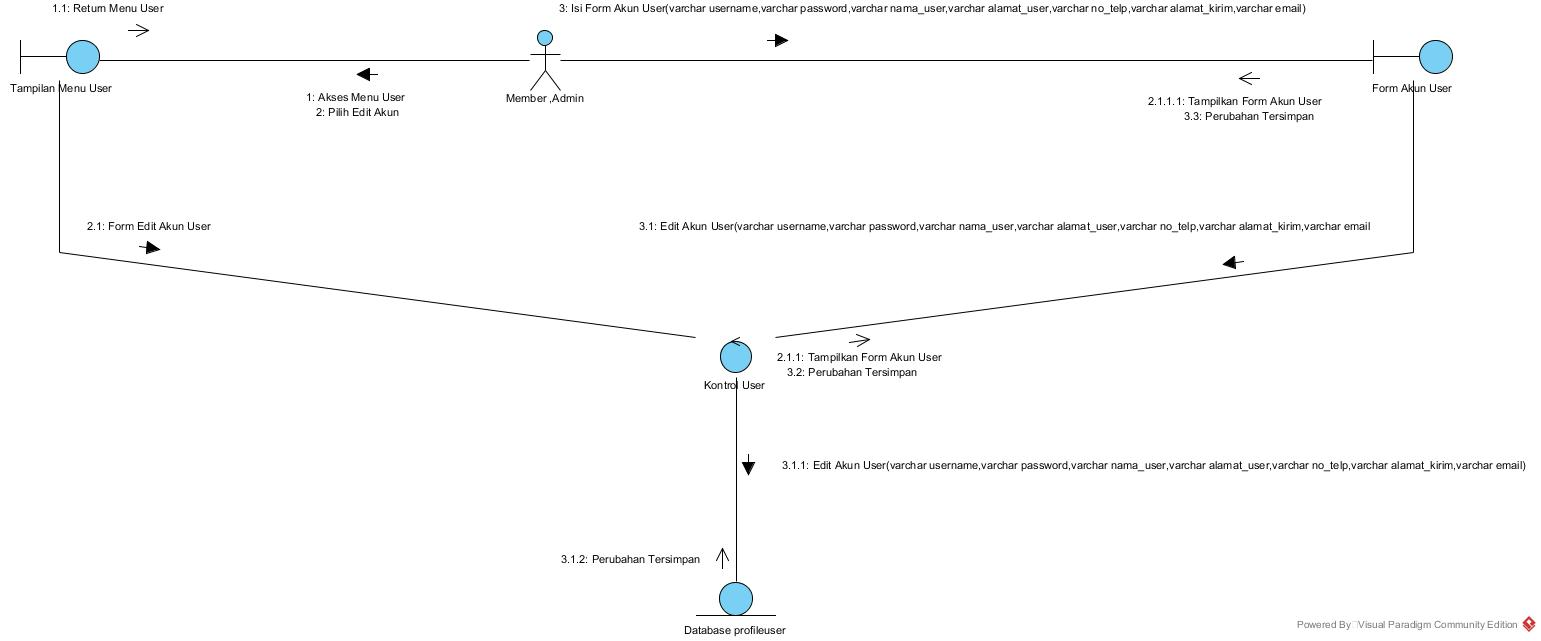 1.1: Return Menu User
3: Isi Form Akun User(varchar username,varchar password,varchar nama_user,varchar alamat_user,varchar no_telp,varchar alamat_kirim,varchar email)
Tampilan Menu User
1: Akses Menu User
2: Pilih Edit Akun
Member ,Admin
2.1.1.1: Tampilkan Form Akun User
3.3: Perubahan Tersimpan
Form Akun User
2.1: Form Edit Akun User
3.1: Edit Akun User(varchar username,varchar password,varchar nama_user,varchar alamat_user,varchar no_telp,varchar alamat_kirim,varchar email
Kontrol User
2.1.1: Tampilkan Form Akun User
3.2: Perubahan Tersimpan
3.1.1: Edit Akun User(varchar username,varchar password,varchar nama_user,varchar alamat_user,varchar no_telp,varchar alamat_kirim,varchar email)
3.1.2: Perubahan Tersimpan
Database profileuser
Powered By Visual Paradigm Community Edition